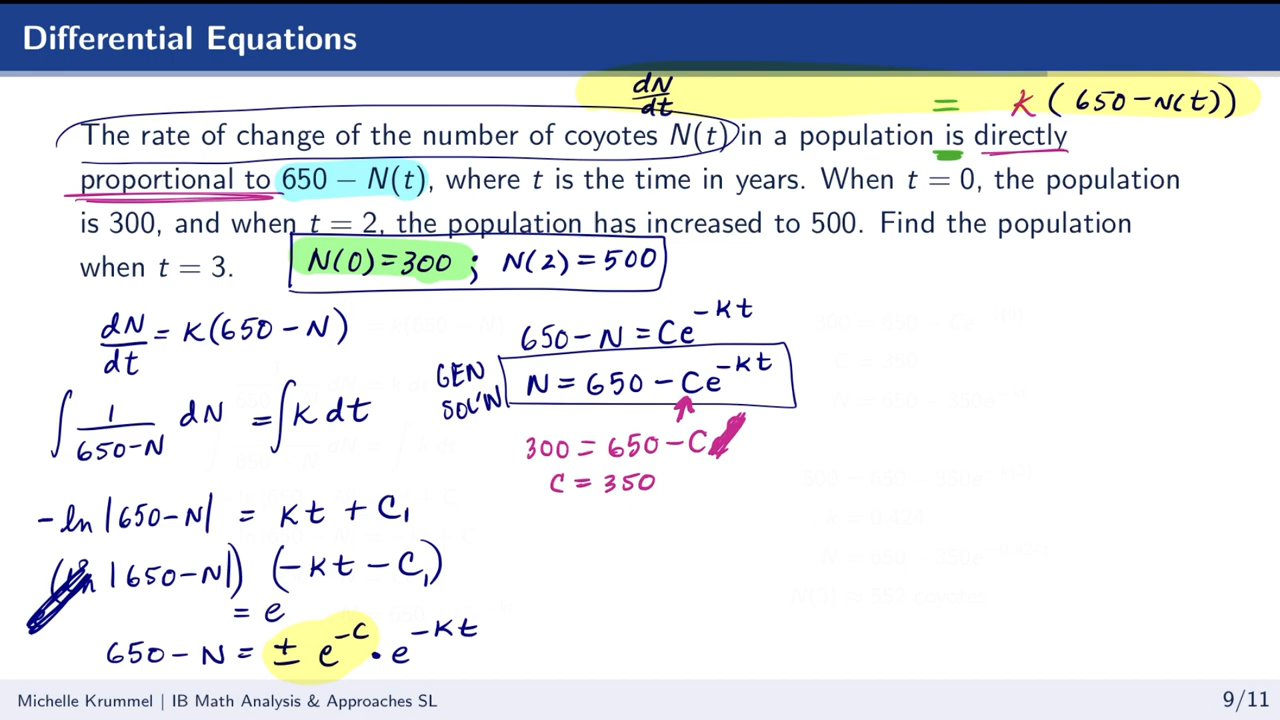 Differential Equations
dN/dt = k(650-N(t))
The rate of change of the number of coyotes N(t) in a population is directly
proportional to 650 − N(t), where t is the time in years. When t = 0, the population
is 300, and when t = 2, the population has increased to 500. Find the population
when t = 3.
N(0)=300 ; N(2)=500
dN/dt = k(650-N)
∫ 1/(650-N) dN = ∫ k dt
-ln|650-N| = kt + C₁
|650-N|) (-kt - C₁)
= e
650-N = ± e^-C • e^-kt
650-N = Ce^-kt
GEN
SOL'N
N = 650 - Ce^-kt
300 = 650 - C
C = 350
Michelle Krummel | IB Math Analysis & Approaches SL
9/11